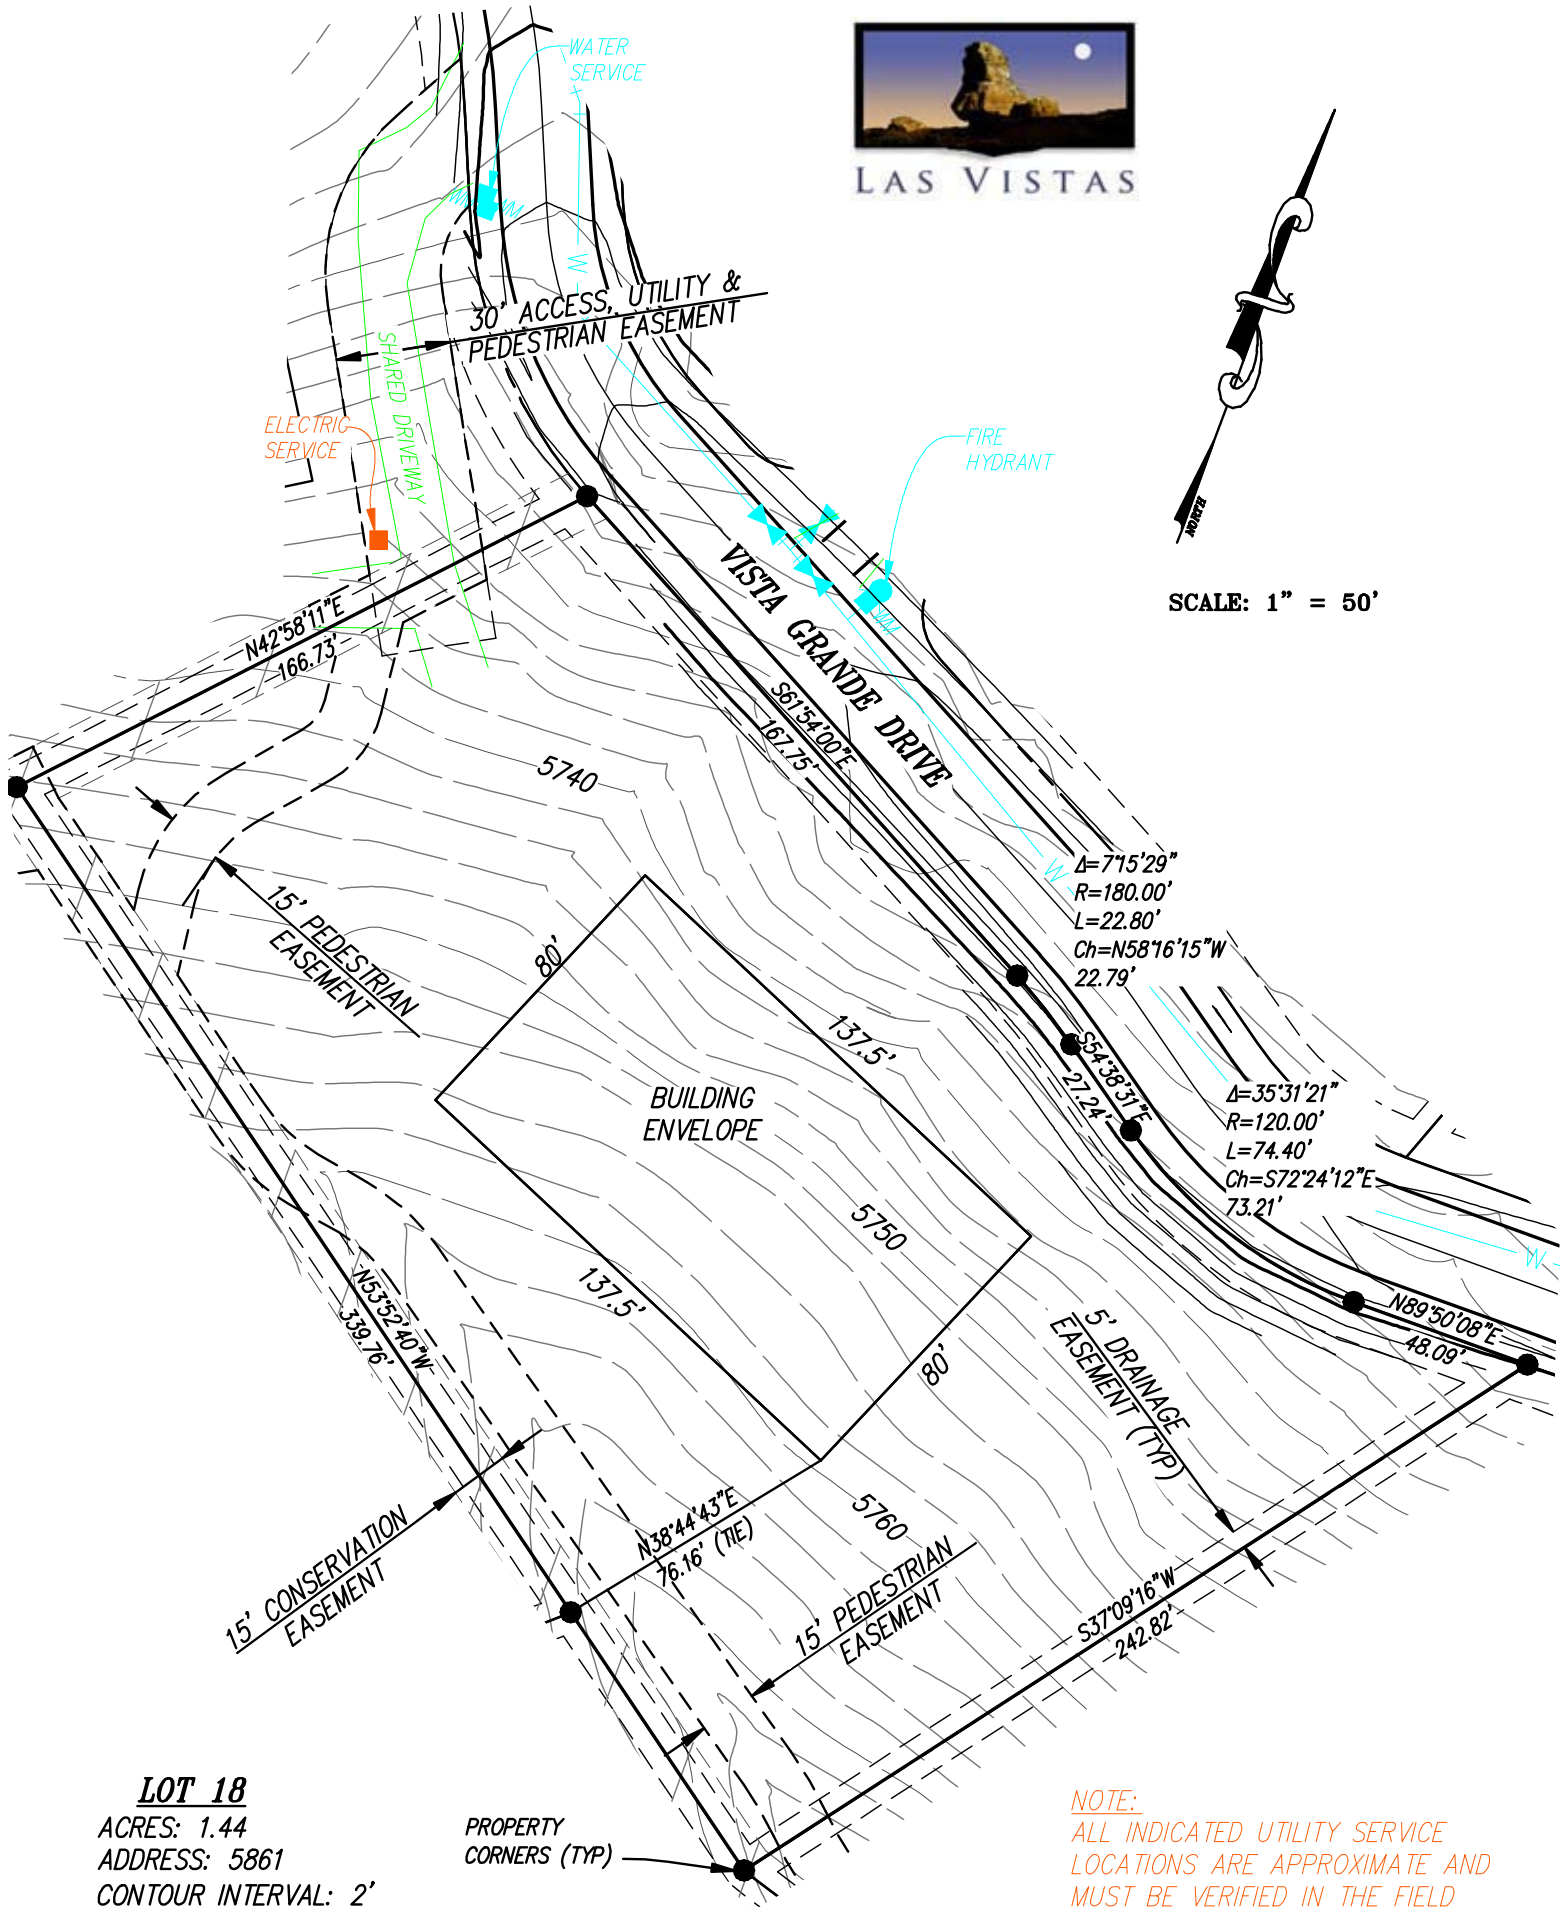 WATER
SERVICE
LAS VISTAS
WM
WM
W
30' ACCESS, UTILITY &
PEDESTRIAN EASEMENT
SHARED DRIVEWAY
ELECTRIC
SERVICE
FIRE
HYDRANT
NORTH
SCALE: 1" = 50'
VISTA GRANDE DRIVE
WM
N42°58'11"E
166.73'
S61°54'00"E
167.75'
5740
W
Δ=7°15'29"
R=180.00'
L=22.80'
Ch=N58°16'15"W
22.79'
15' PEDESTRIAN
EASEMENT
80'
137.5'
BUILDING
ENVELOPE
S54°38'31"E
27.24'
Δ=35°31'21"
R=120.00'
L=74.40'
Ch=S72°24'12"E
73.21'
5750
W
137.5'
N53°52'40"W
339.76'
80'
N89°50'08"E
48.09'
5' DRAINAGE
EASEMENT (TYP)
15' CONSERVATION
EASEMENT
N38°44'43"E
76.16' (TIE)
5760
15' PEDESTRIAN
EASEMENT
S37°09'16"W
242.82'
LOT 18
ACRES: 1.44
ADDRESS: 5861
CONTOUR INTERVAL: 2'
PROPERTY
CORNERS (TYP)
NOTE:
ALL INDICATED UTILITY SERVICE
LOCATIONS ARE APPROXIMATE AND
MUST BE VERIFIED IN THE FIELD